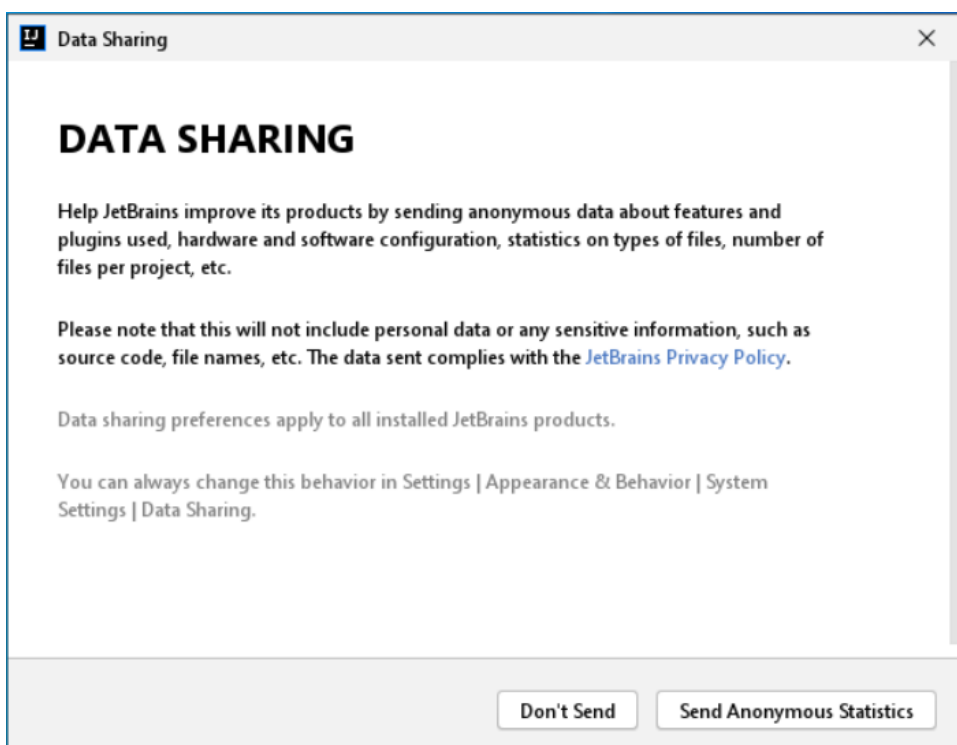 IJ Data Sharing
DATA SHARING
Help JetBrains improve its products by sending anonymous data about features and
plugins used, hardware and software configuration, statistics on types of files, number of
files per project, etc.
Please note that this will not include personal data or any sensitive information, such as
source code, file names, etc. The data sent complies with the JetBrains Privacy Policy.
Data sharing preferences apply to all installed JetBrains products.
You can always change this behavior in Settings | Appearance & Behavior | System
Settings | Data Sharing.
Don't Send Send Anonymous Statistics